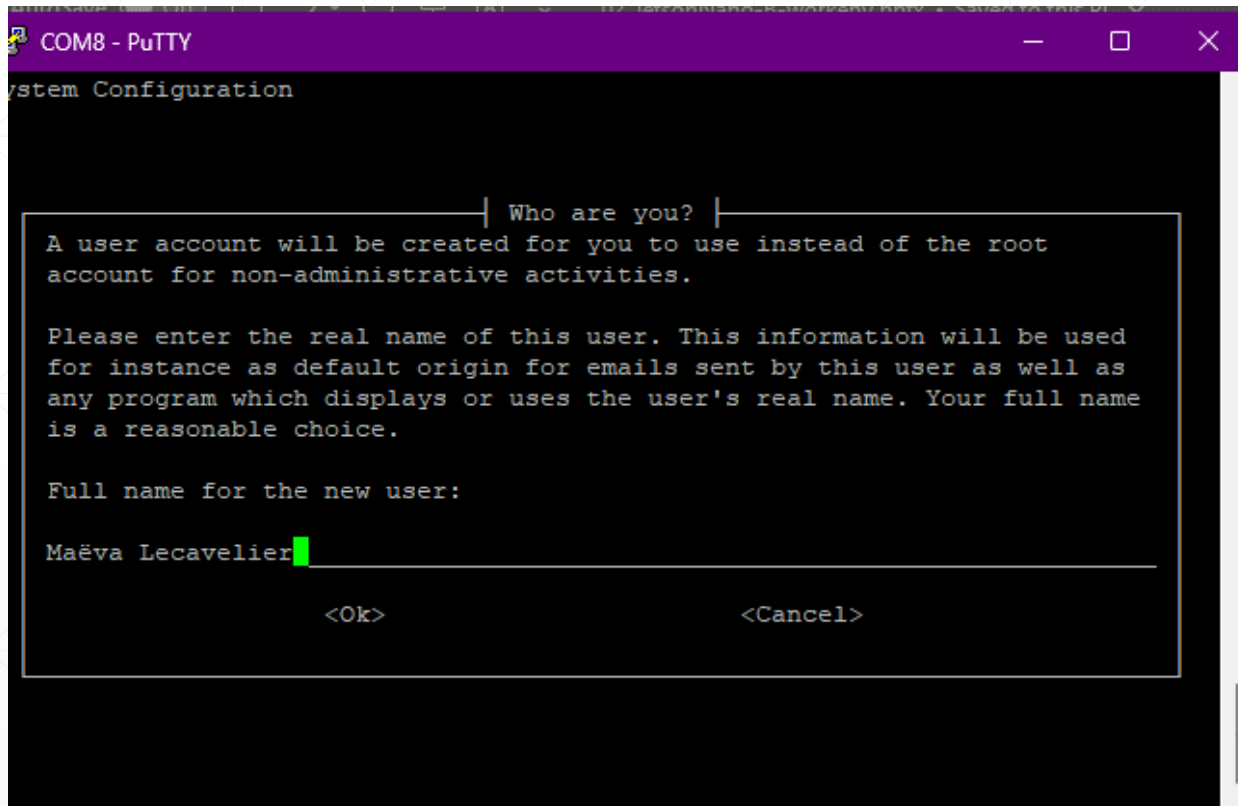 COM8 - PuTTY
ystem Configuration
Who are you?
A user account will be created for you to use instead of the root
account for non-administrative activities.
Please enter the real name of this user. This information will be used
for instance as default origin for emails sent by this user as well as
any program which displays or uses the user's real name. Your full name
is a reasonable choice.
Full name for the new user:
Maëva Lecavelier
<Ok> <Cancel>